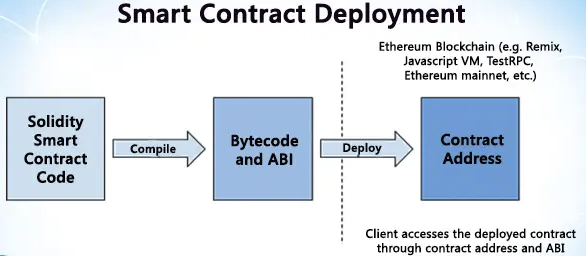 Smart Contract Deployment
Ethereum Blockchain (e.g. Remix,
Javascript VM, TestRPC,
Ethereum mainnet, etc.)
Solidity
Smart
Contract
Code
Compile
Bytecode
and ABI
Deploy
Contract
Address
Client accesses the deployed contract
through contract address and ABI